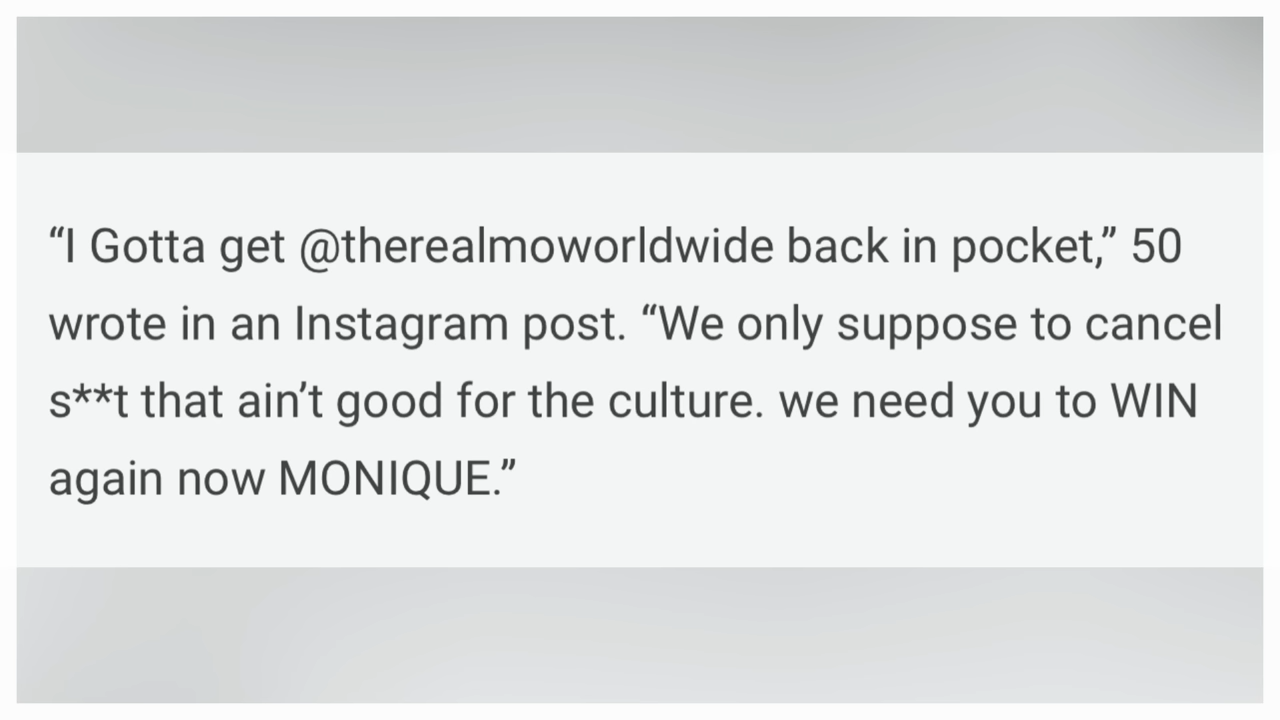 “I Gotta get @therealmoworldwide back in pocket,” 50
wrote in an Instagram post. “We only suppose to cancel
s**t that ain’t good for the culture. we need you to WIN
again now MONIQUE.”